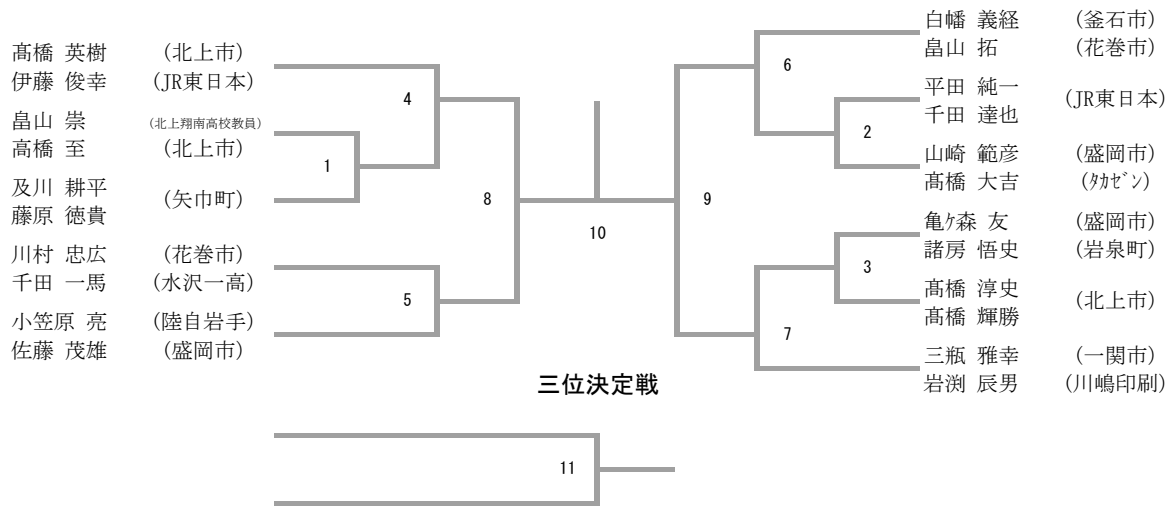 髙橋 英樹 (北上市)
伊藤 俊幸 (JR東日本)
畠山 崇 (北上翔南高校教員)
高橋 至 (北上市)
及川 耕平
藤原 徳貴
(矢巾町)
川村 忠広 (花巻市)
千田 一馬 (水沢一高)
小笠原 亮 (陸自岩手)
佐藤 茂雄 (盛岡市)
4
1
8
5
10
白幡 義経 (釜石市)
畠山 拓 (花巻市)
平田 純一
千田 達也
(JR東日本)
山崎 範彦 (盛岡市)
髙橋 大吉 (ﾀｶｾﾞﾝ)
亀ケ森 友 (盛岡市)
諸房 悟史 (岩泉町)
髙橋 淳史
髙橋 輝勝
(北上市)
三瓶 雅幸 (一関市)
岩渕 辰男 (川嶋印刷)
6
2
9
3
7
三位決定戦
11